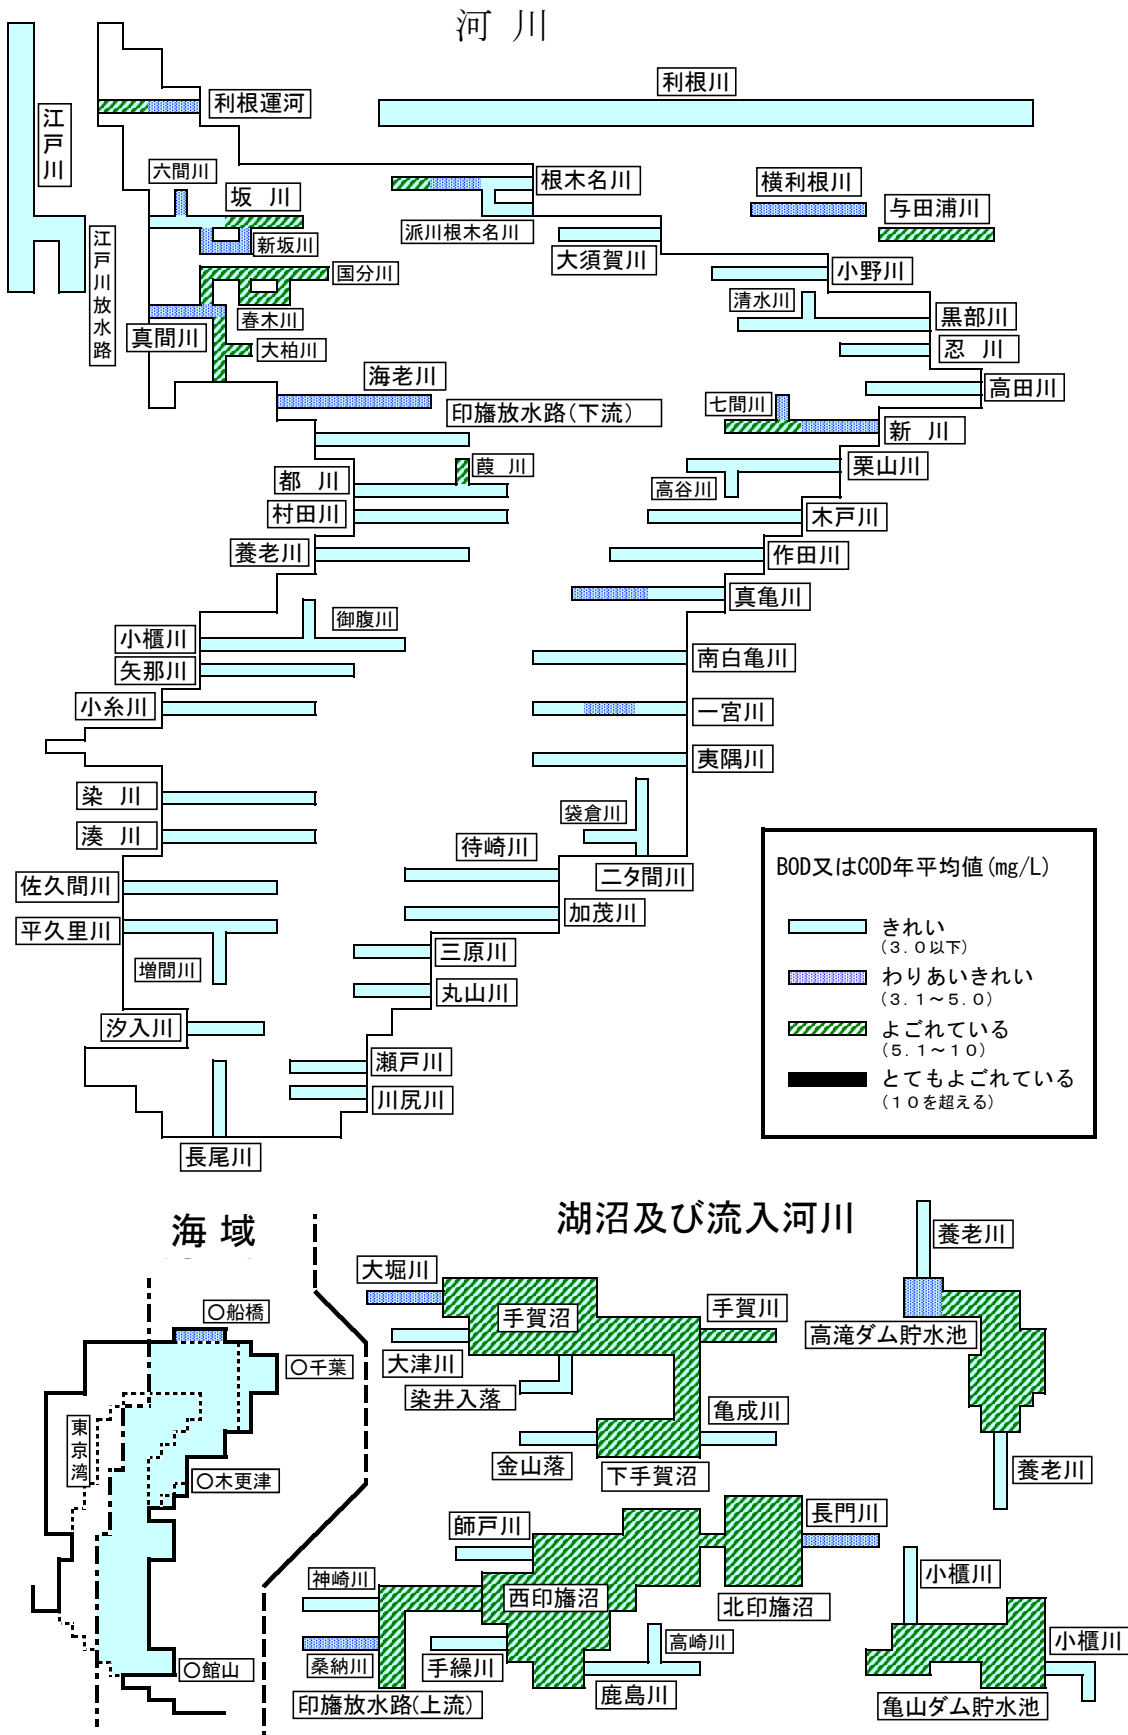 河 川
利根川
利根運河
江戸川
六間川
坂 川
根木名川
横利根川
与田浦川
派川根木名川
新坂川
大須賀川
江戸川放水路
国分川
小野川
清水川
春木川
黒部川
真間川
大柏川
忍 川
海老川
高田川
七間川
印旛放水路(下流)
新 川
葭 川
都 川
栗山川
高谷川
村田川
木戸川
養老川
作田川
真亀川
御腹川
小櫃川
南白亀川
矢那川
小糸川
一宮川
夷隅川
染 川
袋倉川
湊 川
待崎川
二タ間川
佐久間川
平久里川
加茂川
三原川
増間川
丸山川
汐入川
瀬戸川
川尻川
長尾川
BOD又はCOD年平均値(mg/L)
きれい
(3.0以下)
わりあいきれい
(3.1~5.0)
よごれている
(5.1~10)
とてもよごれている
(10を超える)
海 域
○船橋
○千葉
東京湾
○木更津
○館山
湖沼及び流入河川
大堀川
手賀沼
手賀川
大津川
染井入落
亀成川
金山落
下手賀沼
養老川
高滝ダム貯水池
養老川
師戸川
長門川
神崎川
西印旛沼
北印旛沼
桑納川
手繰川
高崎川
印旛放水路(上流)
鹿島川
小櫃川
小櫃川
亀山ダム貯水池